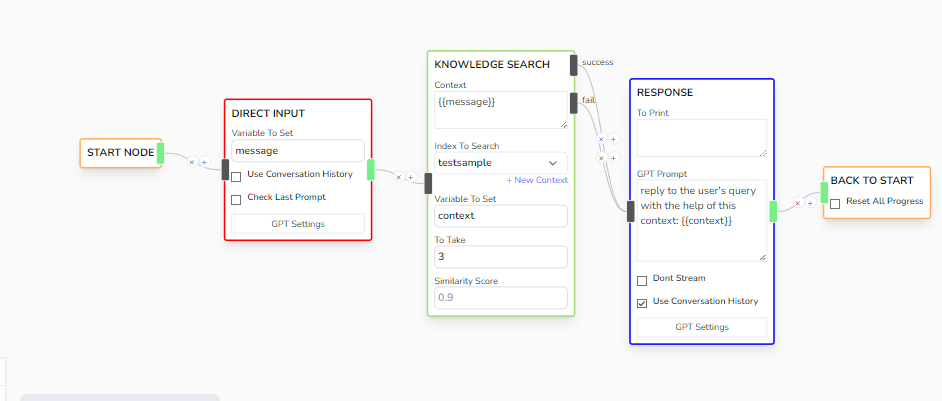 START NODE
DIRECT INPUT
Variable To Set
message
Use Conversation History
Check Last Prompt
GPT Settings
KNOWLEDGE SEARCH
success
fail
Context
{{message}}
Index To Search
testsample
+ New Context
Variable To Set
context
To Take
3
Similarity Score
0.9
RESPONSE
To Print
GPT Prompt
reply to the user's query
with the help of this
context: {{context}}
Dont Stream
Use Conversation History
GPT Settings
BACK TO START
Reset All Progress